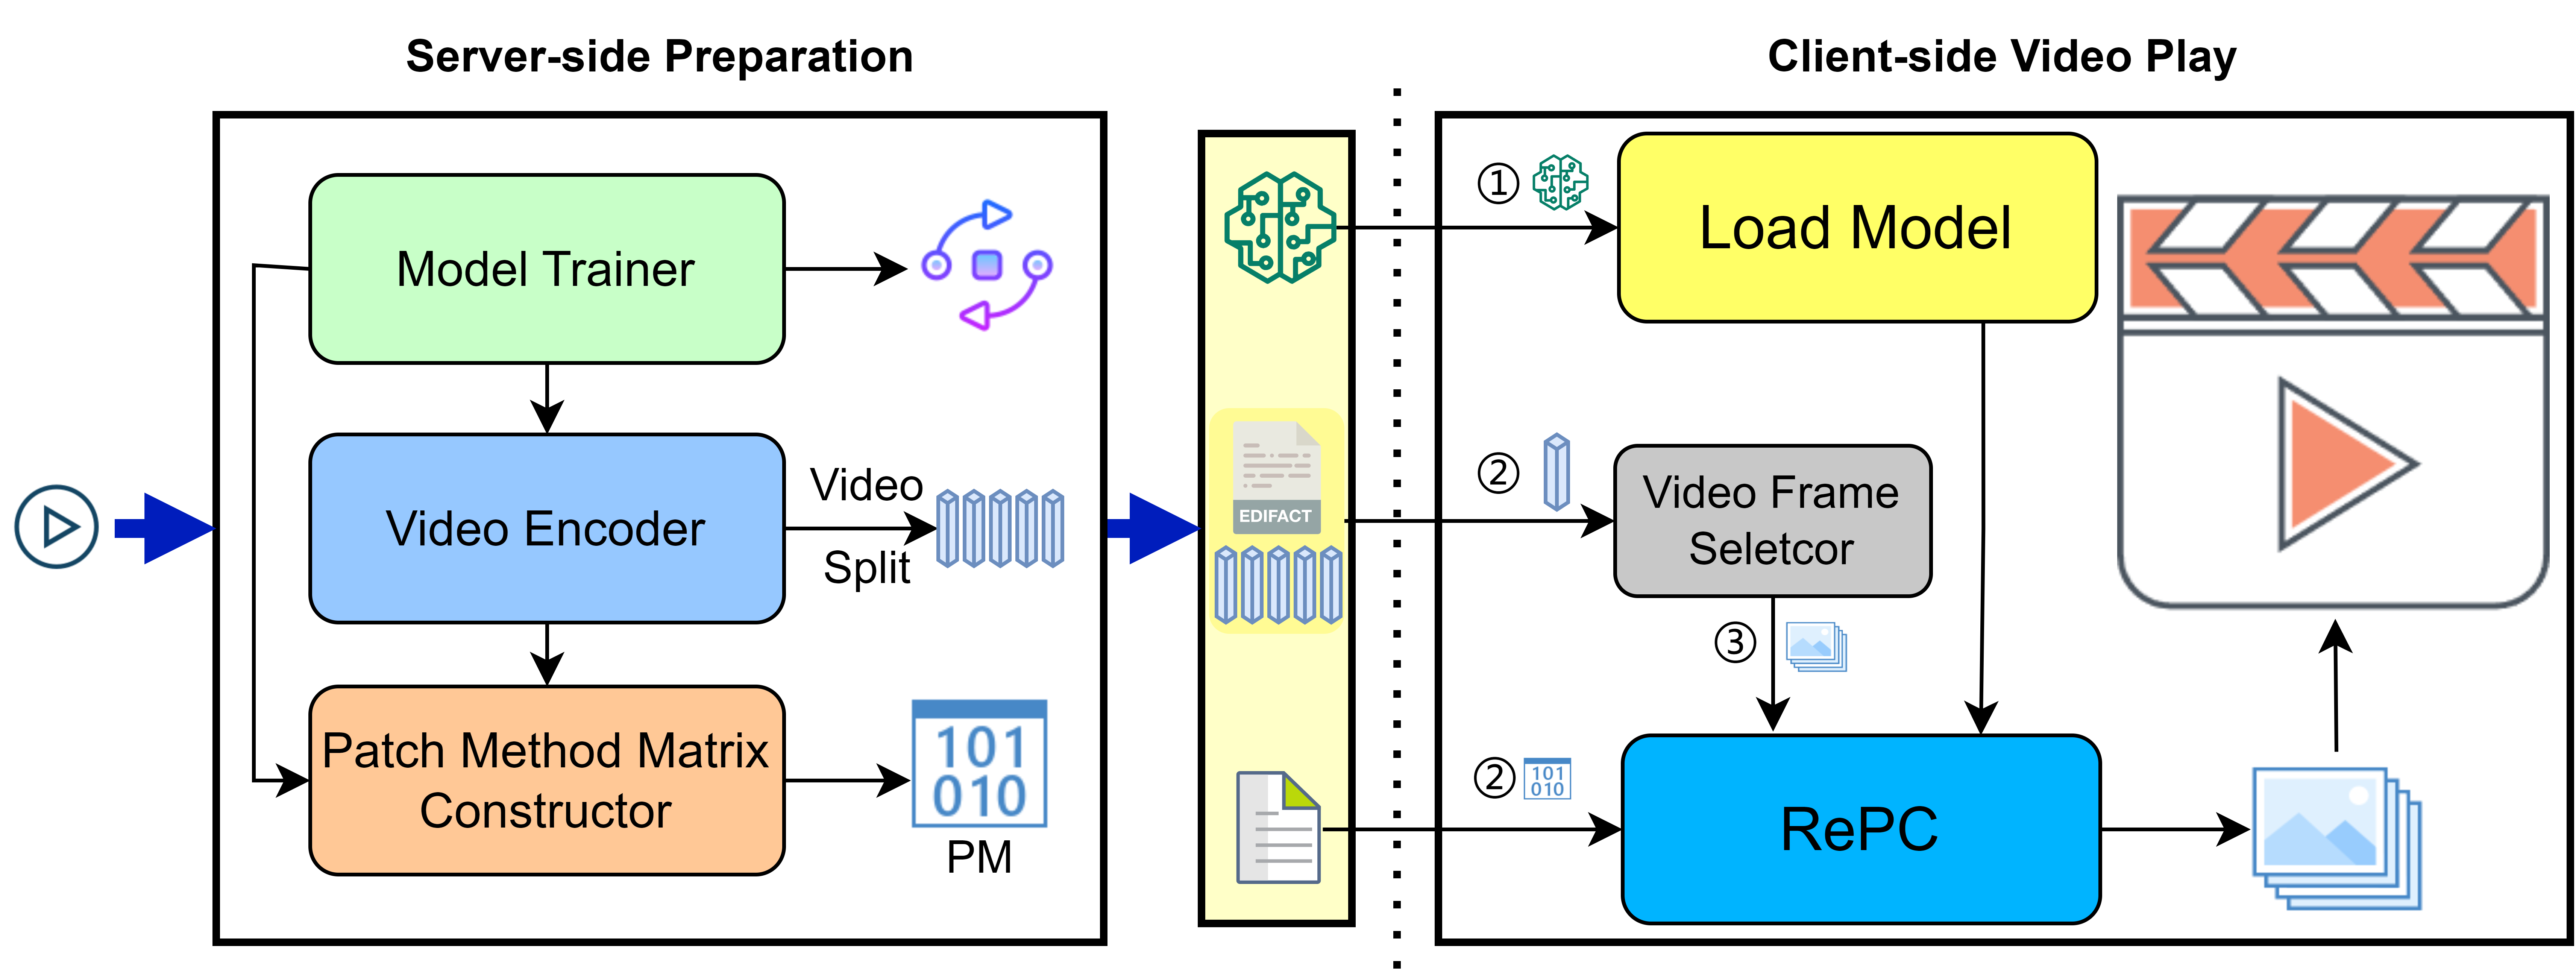 Server-side Preparation
Client-side Video Play
Model Trainer
Video Encoder
Video
Split
Patch Method Matrix
Constructor
101
010
PM
EDIFACT
①
Load Model
②
Video Frame
Seletcor
③
②
101
010
RePC